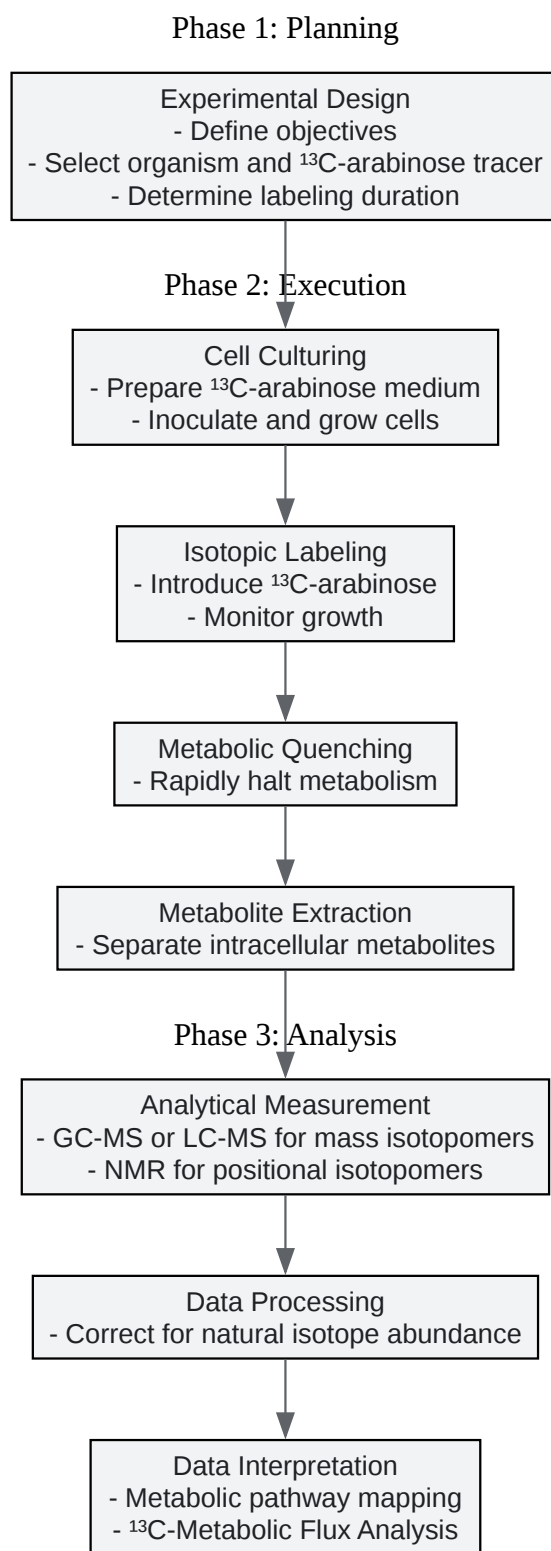 Phase 1: Planning
Experimental Design
- Define objectives
- Select organism and ¹³C-arabinose tracer
- Determine labeling duration
Phase 2: Execution
Cell Culturing
- Prepare ¹³C-arabinose medium
- Inoculate and grow cells
Isotopic Labeling
- Introduce ¹³C-arabinose
- Monitor growth
Metabolic Quenching
- Rapidly halt metabolism
Metabolite Extraction
- Separate intracellular metabolites
Phase 3: Analysis
Analytical Measurement
- GC-MS or LC-MS for mass isotopomers
- NMR for positional isotopomers
Data Processing
- Correct for natural isotope abundance
Data Interpretation
- Metabolic pathway mapping
- ¹³C-Metabolic Flux Analysis